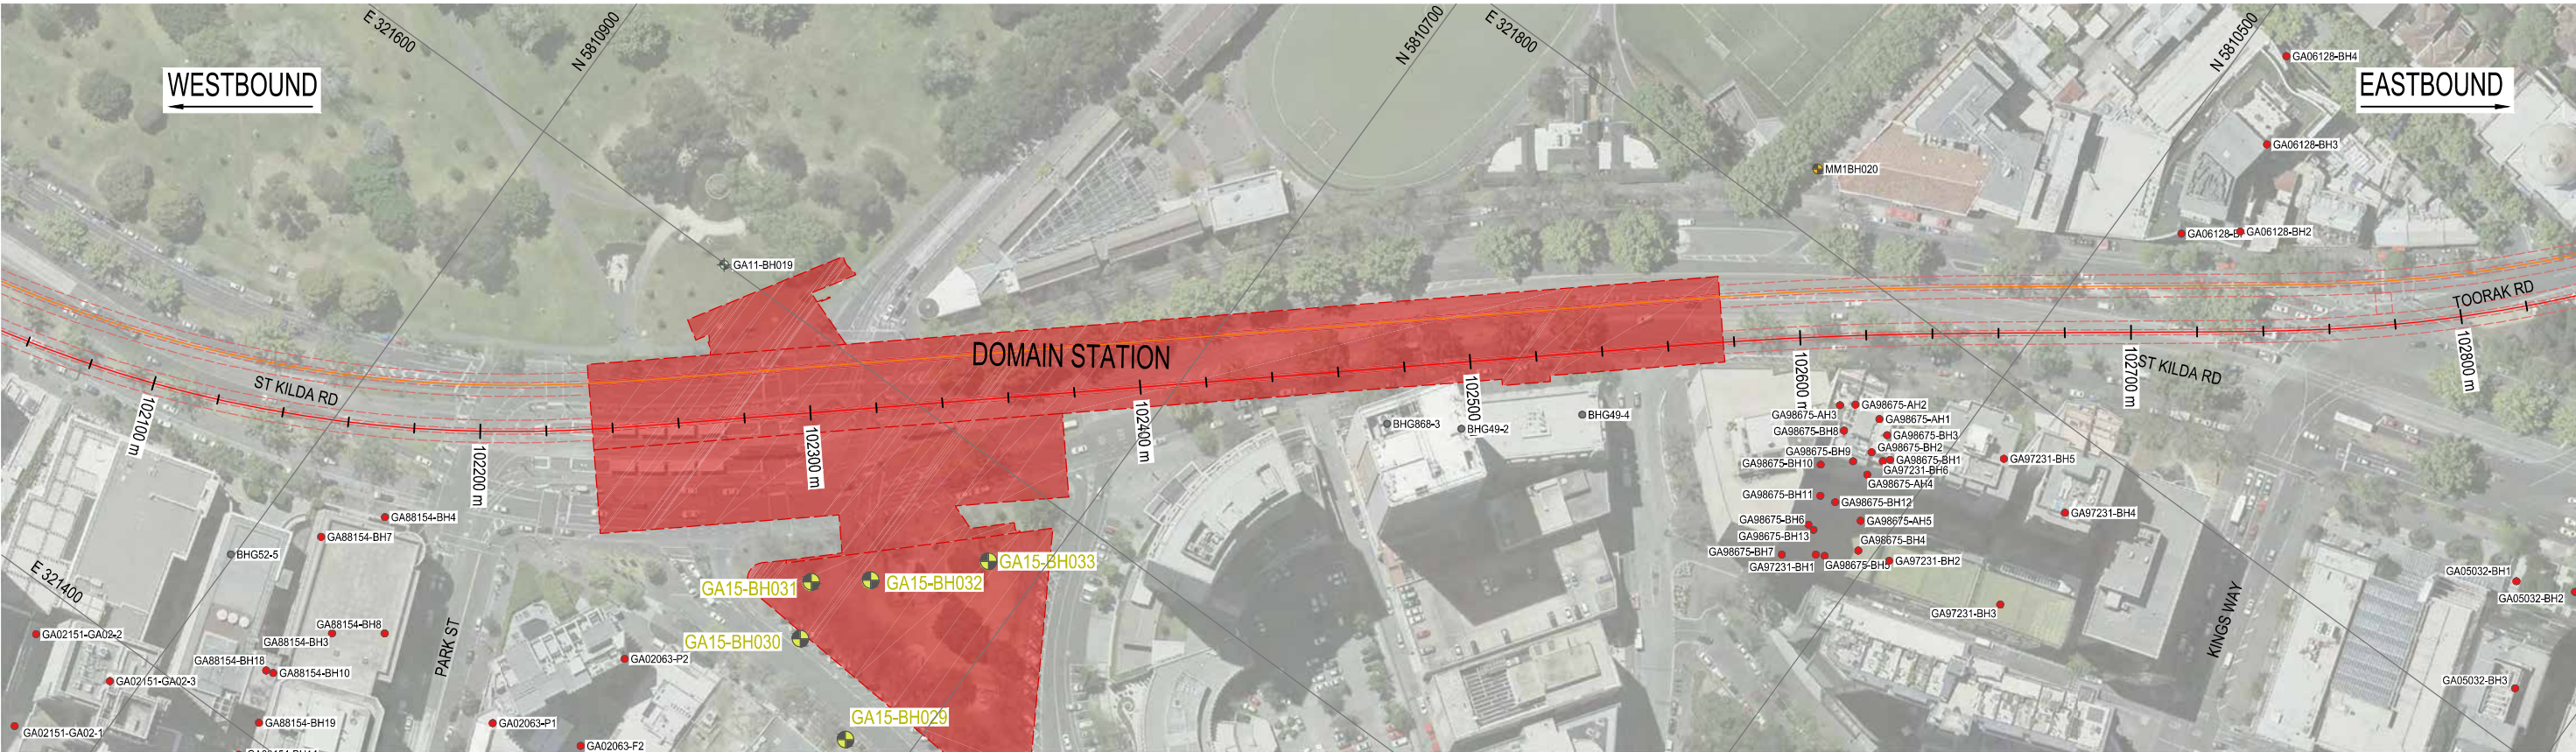 E 321600
N 5810900
N 5810700
E 321800
N 5810500
GA06128-BH4
WESTBOUND
EASTBOUND
GA06128-BH3
MM1BH020
GA06128-BH2
GA11-BH019
TOORAK RD
DOMAIN STATION
ST KILDA RD
ST KILDA RD
102100 m
102200 m
102300 m
102400 m
102500
102600 m
102700 m
102800 m
GA98675-AH3
GA98675-AH2
BHG868-3
BHG49-2
BHG49-4
GA98675-AH1
GA98675-BH8
GA98675-BH3
GA98675-BH2
GA98675-BH9
GA98675-BH10
GA98675-BH1
GA97231-BH6
GA97231-BH5
GA98675-AH4
GA98675-BH11
GA98675-BH12
GA88154-BH4
GA98675-BH6
GA98675-AH5
GA97231-BH4
GA88154-BH7
GA98675-BH13
BHG52-5
GA98675-BH7
GA98675-BH4
GA97231-BH1
GA98675-BH5
GA97231-BH2
E 321400
GA15-BH031
GA15-BH032
GA15-BH033
GA05032-BH1
GA05032-BH2
GA97231-BH3
GA02151-GA02-2
GA88154-BH8
GA88154-BH3
GA15-BH030
PARK ST
KINGS WAY
GA88154-BH18
GA88154-BH10
GA02063-P2
GA02151-GA02-3
GA05032-BH3
GA15-BH029
GA88154-BH19
GA02063-P1
GA02151-GA02-1
GA02063-F2